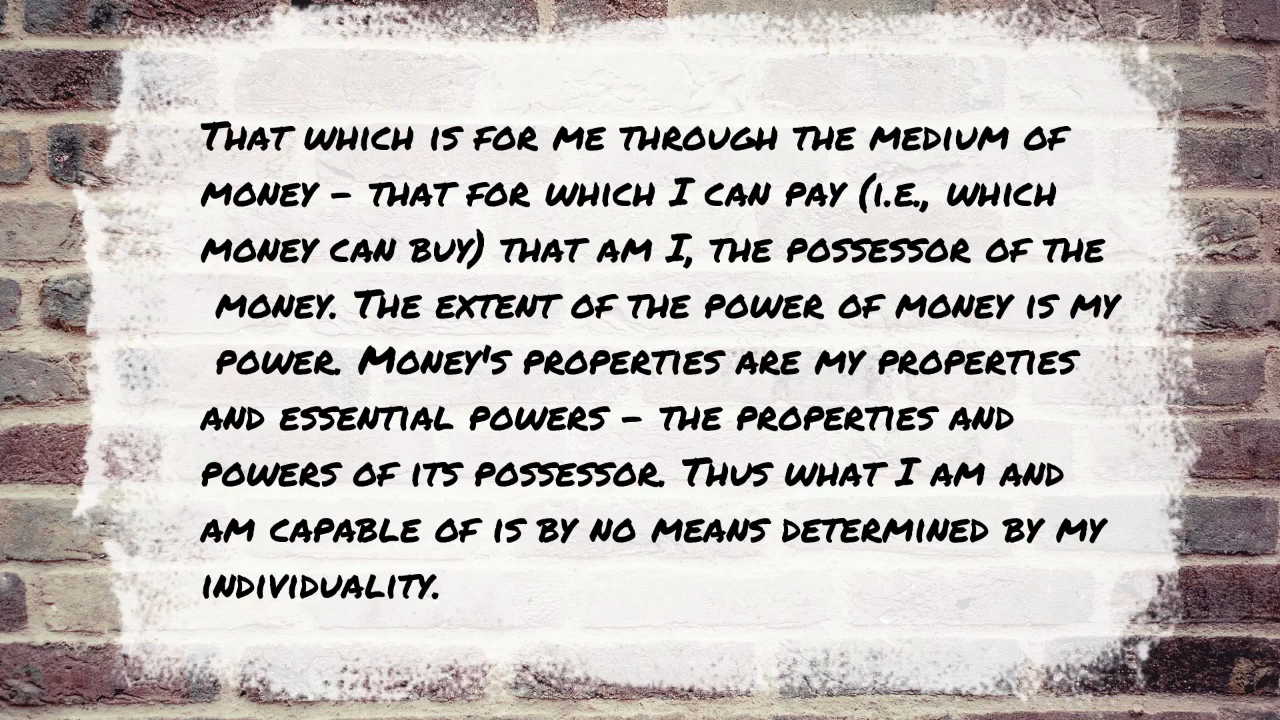 That which is for me through the medium of
money – that for which I can pay (i.e., which
money can buy) that am I, the possessor of the
money. The extent of the power of money is my
power. Money's properties are my properties
and essential powers – the properties and
powers of its possessor. Thus what I am and
am capable of is by no means determined by my
individuality.